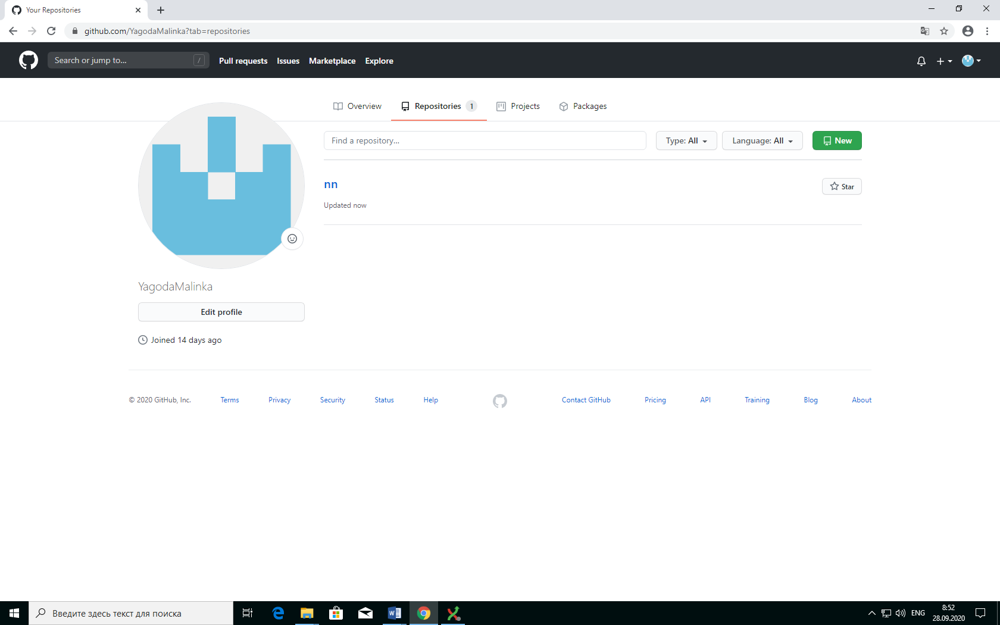 Your Repositories
github.com/YagodaMalinka?tab=repositories
Search or jump to... /
Pull requests Issues Marketplace Explore
Overview Repositories 1 Projects Packages
Find a repository... Type: All Language: All New
nn
Star
Updated now
YagodaMalinka
Edit profile
Joined 14 days ago
© 2020 GitHub, Inc. Terms Privacy Security Status Help Contact GitHub Pricing API Training Blog About
Введите здесь текст для поиска
ENG
8:52
28.09.2020